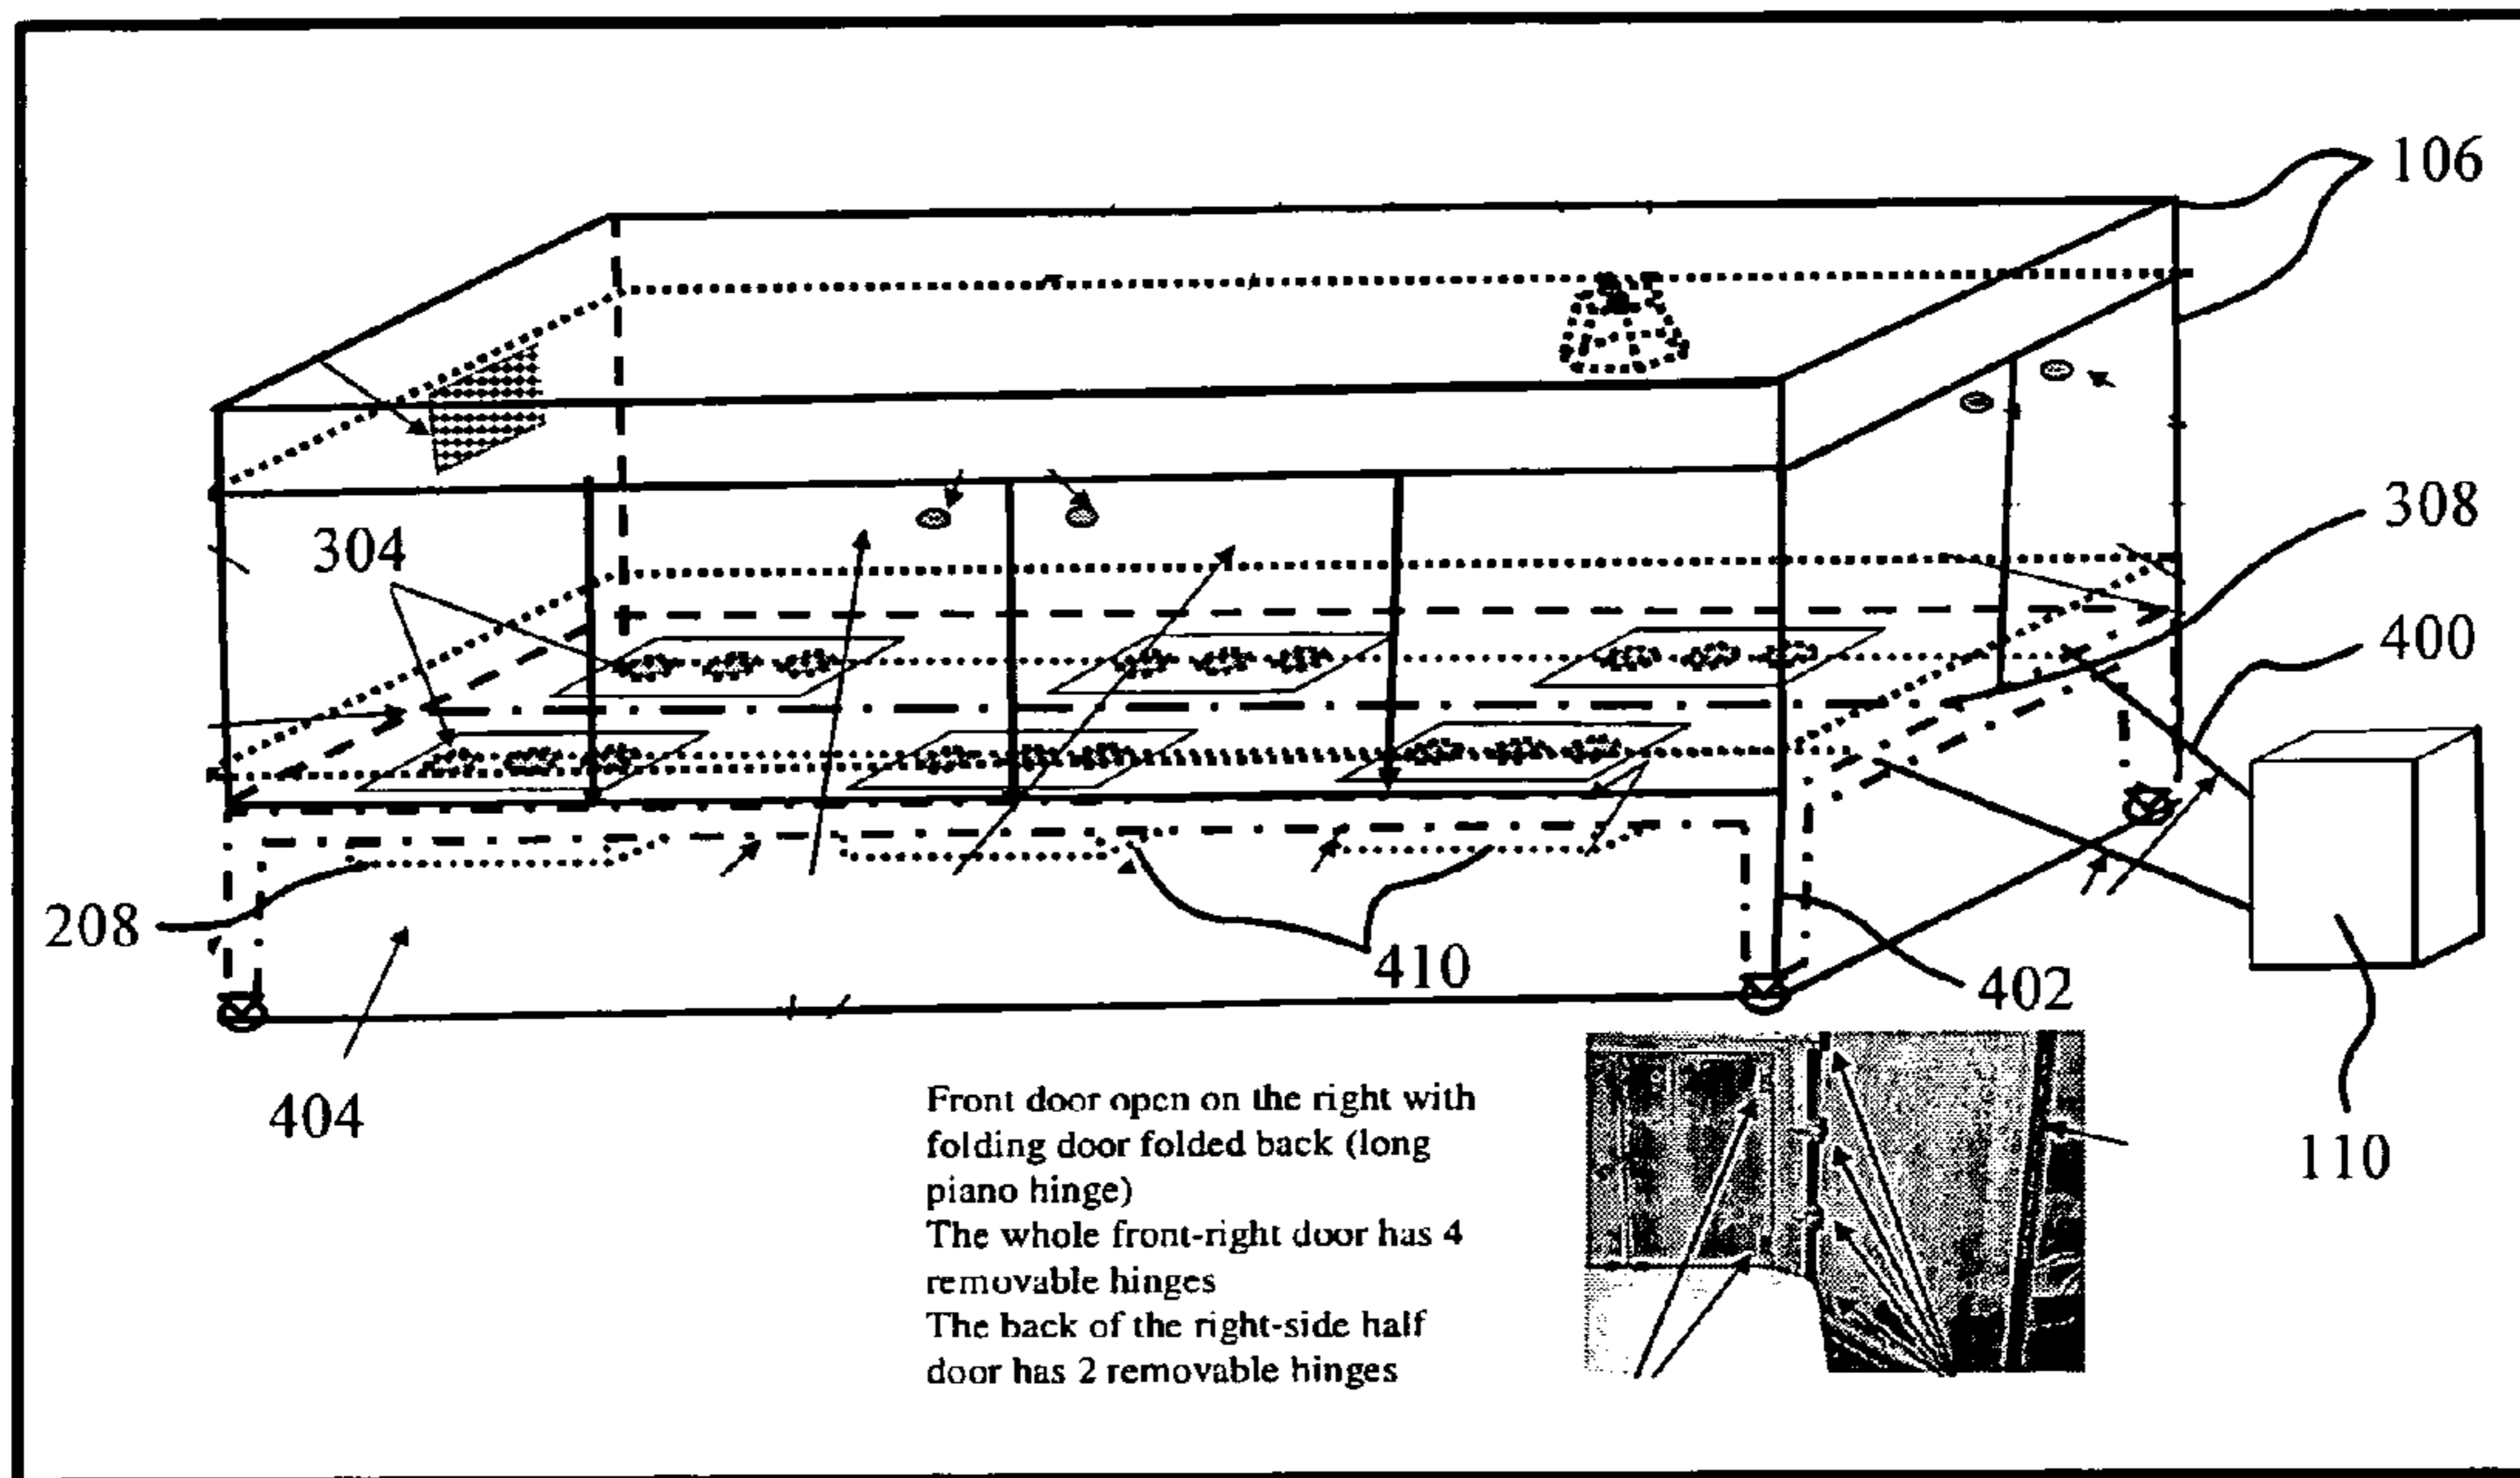 106
304
308
400
208
410
402
404
110
Front door open on the right with
folding door folded back (long
piano hinge)
The whole front-right door has 4
removable hinges
The back of the right-side half
door has 2 removable hinges